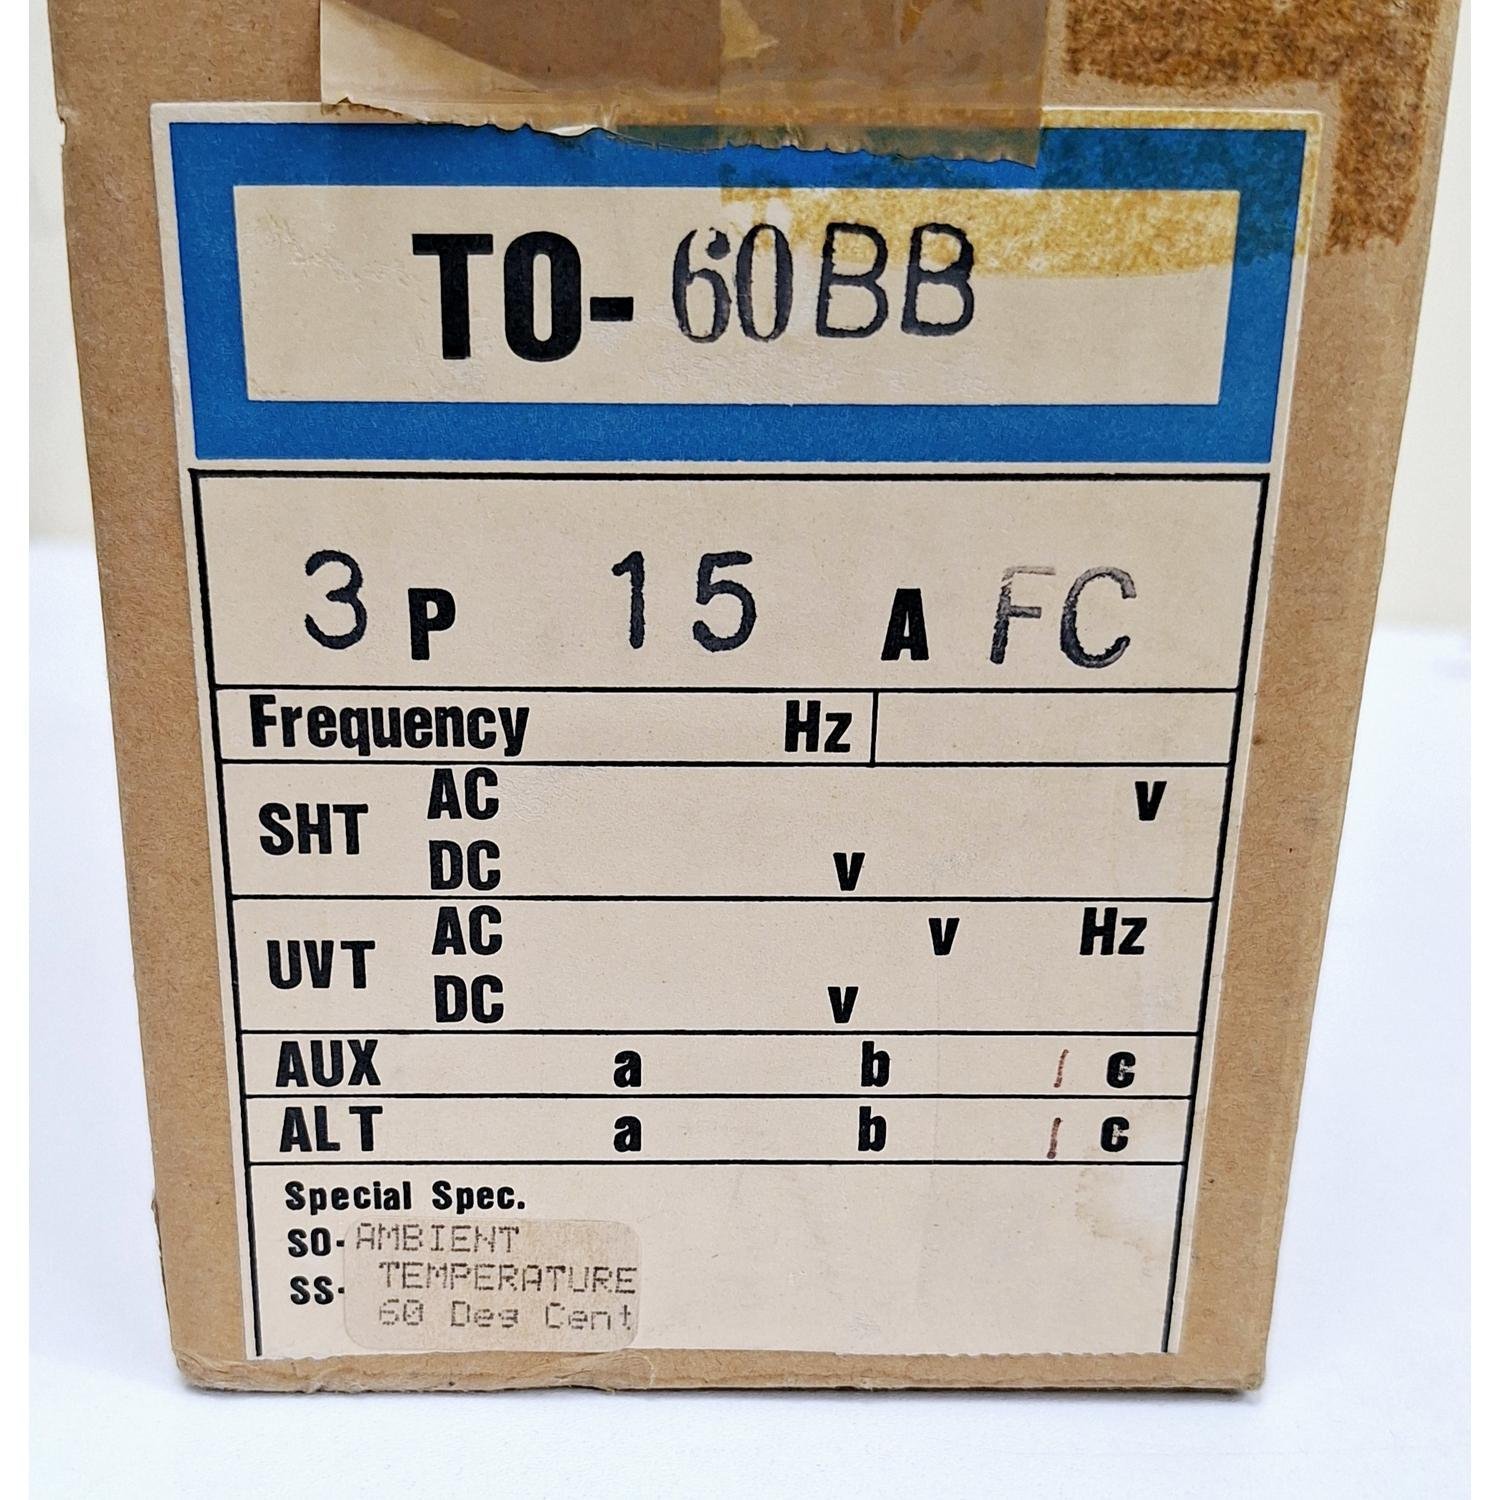 TO-60BB
3 P 15 A FC
Frequency Hz
SHT AC V
DC V
UVT AC V Hz
DC V
AUX a b 1 c
ALT a b 1 c
Special Spec.
SO- AMBIENT
SS- TEMPERATURE
60 Deg Cent